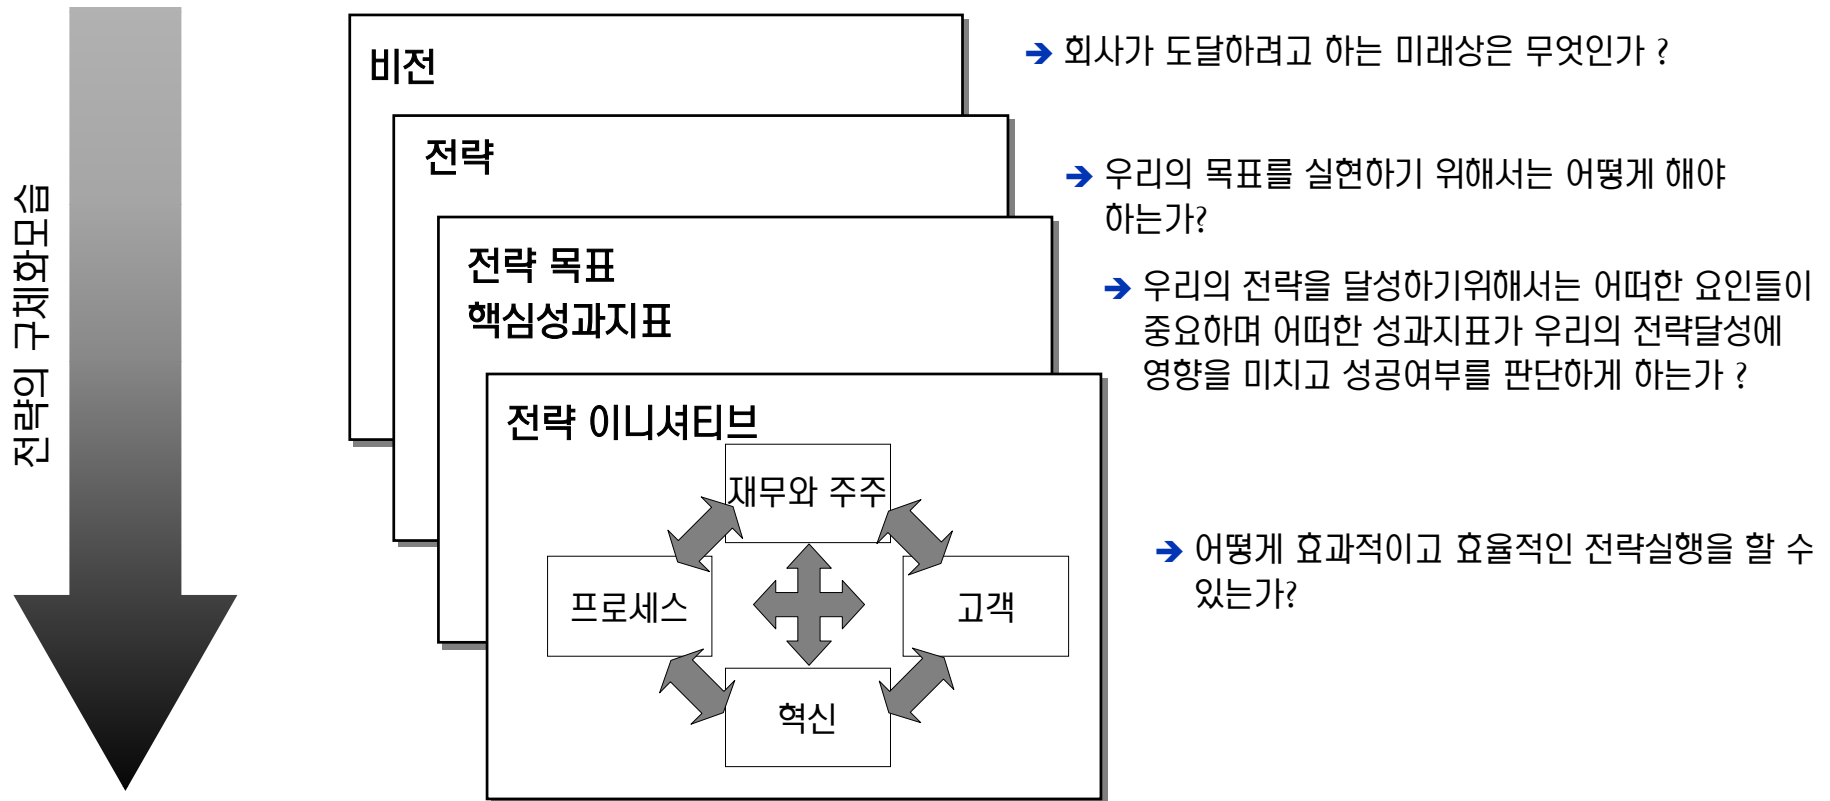 전략의 구체화모습
비전
➔ 회사가 도달하려고 하는 미래상은 무엇인가 ?
전략
➔ 우리의 목표를 실현하기 위해서는 어떻게 해야
하는가?
전략 목표
핵심성과지표
➔ 우리의 전략을 달성하기위해서는 어떠한 요인들이
중요하며 어떠한 성과지표가 우리의 전략달성에
영향을 미치고 성공여부를 판단하게 하는가 ?
전략 이니셔티브
재무와 주주
프로세스
고객
혁신
➔ 어떻게 효과적이고 효율적인 전략실행을 할 수
있는가?